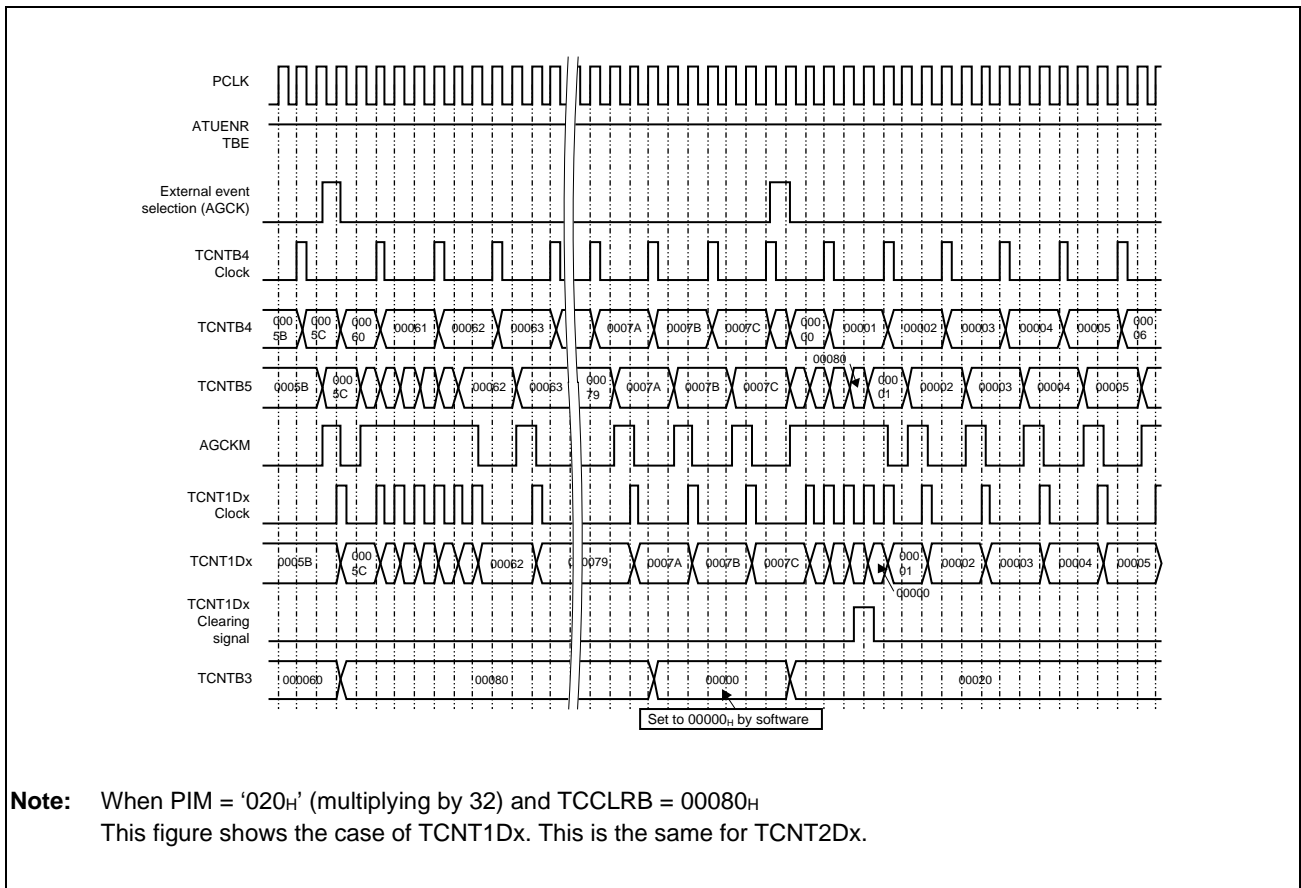 PCLK
ATUENR
TBE
External event
selection (AGCK)
TCNTB4
Clock
TCNTB4
000
5B
000
5C
000
60
00061
00062
00063
0007A
0007B
0007C
000
00
00001
00002
00003
00004
00005
000
06
00080
TCNTB5
0005B
000
5C
00062
00063
000
79
0007A
0007B
0007C
000
01
00002
00003
00004
00005
AGCKM
TCNT1Dx
Clock
TCNT1Dx
0005B
000
5C
00062
00079
0007A
0007B
0007C
000
01
00002
00003
00004
00005
00000
TCNT1Dx
Clearing
signal
TCNTB3
000060
00080
00000
00020
Set to 00000H by software
Note: When PIM = '020H' (multiplying by 32) and TCCLRB = 00080H
This figure shows the case of TCNT1Dx. This is the same for TCNT2Dx.